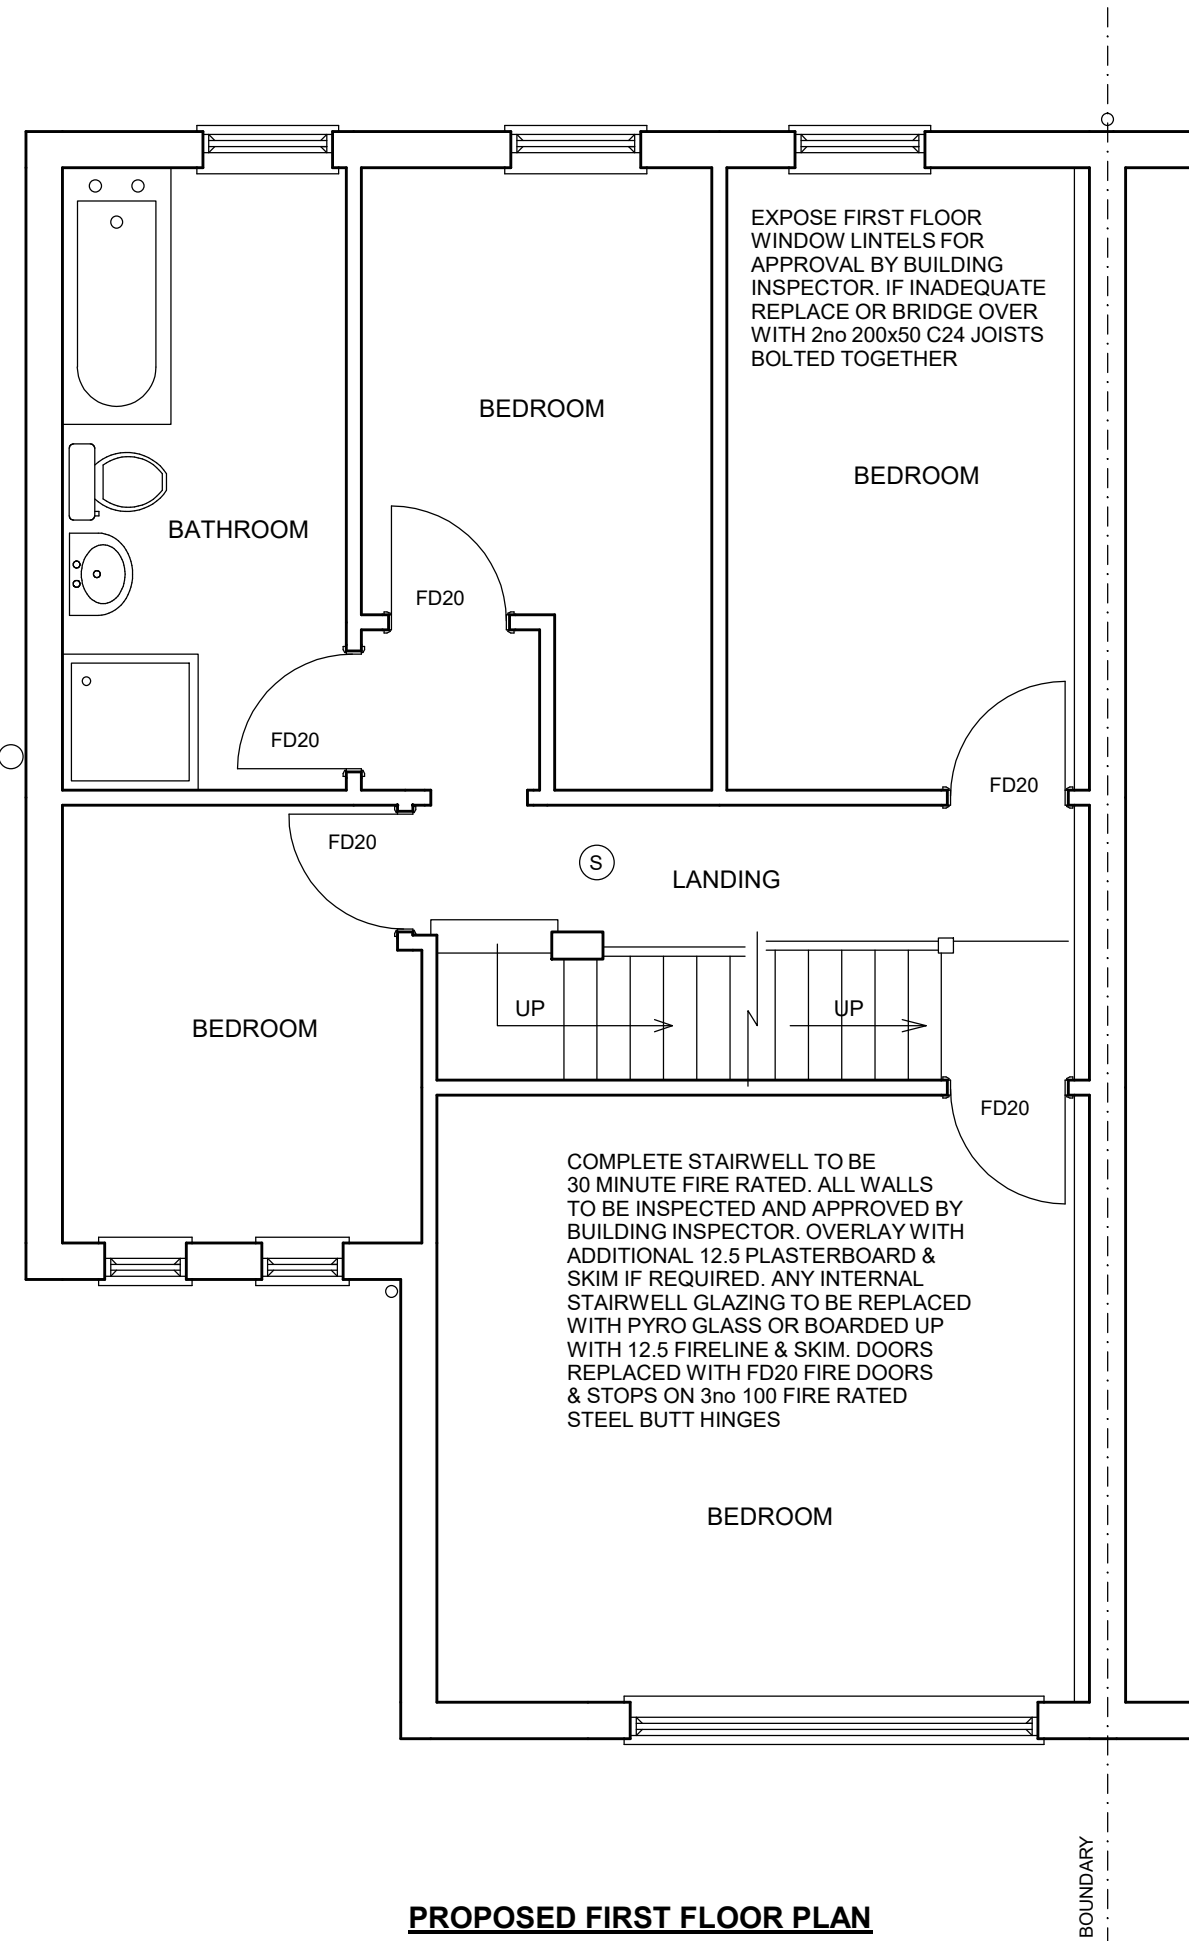 EXPOSE FIRST FLOOR
WINDOW LINTELS FOR
APPROVAL BY BUILDING
INSPECTOR. IF INADEQUATE
REPLACE OR BRIDGE OVER
WITH 2no 200x50 C24 JOISTS
BOLTED TOGETHER
BEDROOM
BEDROOM
BATHROOM
FD20
FD20
FD20
FD20
S
LANDING
UP
UP
BEDROOM
FD20
COMPLETE STAIRWELL TO BE
30 MINUTE FIRE RATED. ALL WALLS
TO BE INSPECTED AND APPROVED BY
BUILDING INSPECTOR. OVERLAY WITH
ADDITIONAL 12.5 PLASTERBOARD &
SKIM IF REQUIRED. ANY INTERNAL
STAIRWELL GLAZING TO BE REPLACED
WITH PYRO GLASS OR BOARDED UP
WITH 12.5 FIRELINE & SKIM. DOORS
REPLACED WITH FD20 FIRE DOORS
& STOPS ON 3no 100 FIRE RATED
STEEL BUTT HINGES
BEDROOM
BOUNDARY
PROPOSED FIRST FLOOR PLAN